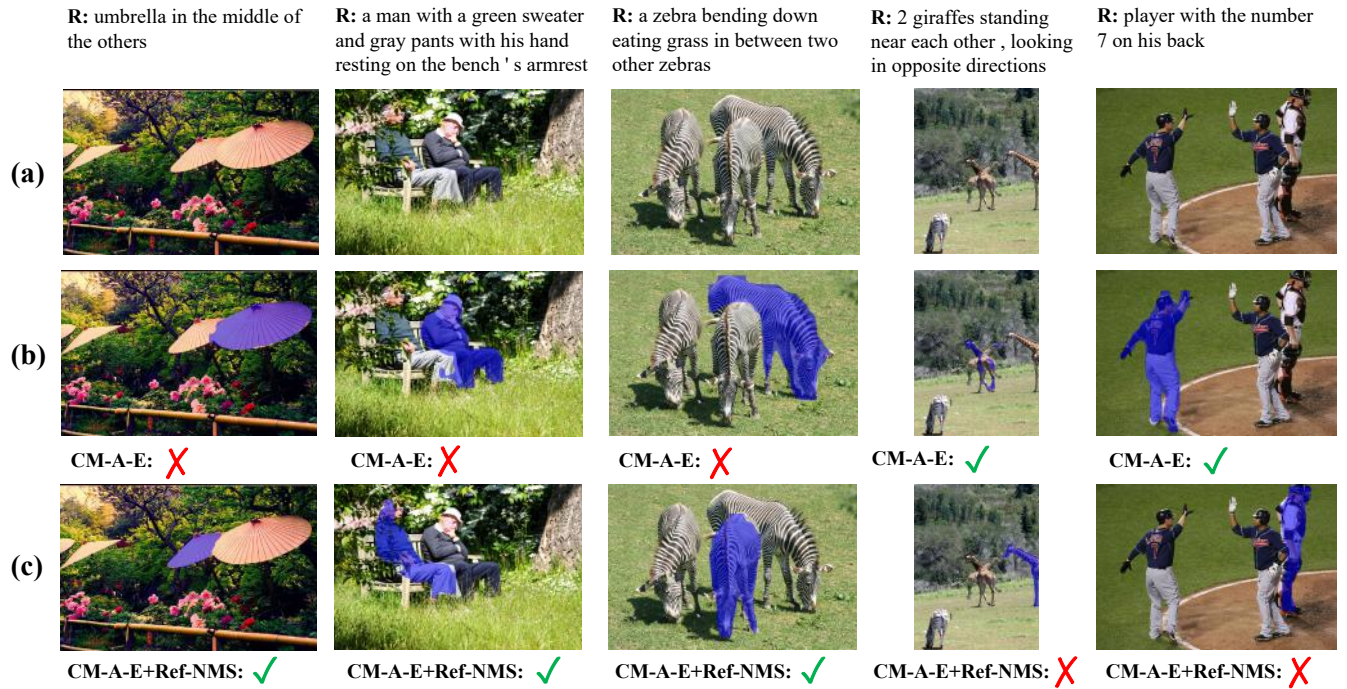 R: umbrella in the middle of
the others
R: a man with a green sweater
and gray pants with his hand
resting on the bench ' s armrest
R: a zebra bending down
eating grass in between two
other zebras
R: 2 giraffes standing
near each other , looking
in opposite directions
R: player with the number
7 on his back
(a)
(b)
CM-A-E: ✗
CM-A-E: ✗
CM-A-E: ✗
CM-A-E: ✓
CM-A-E: ✓
(c)
CM-A-E+Ref-NMS: ✓
CM-A-E+Ref-NMS: ✓
CM-A-E+Ref-NMS: ✓
CM-A-E+Ref-NMS: ✗
CM-A-E+Ref-NMS: ✗